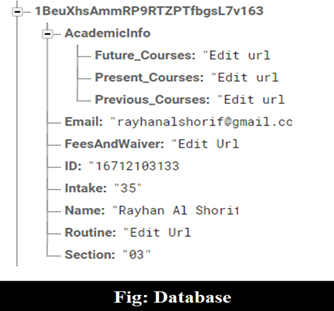 1BeuXhsAmmRP9RTZPTfbgsL7v163
AcademicInfo
Future_Courses: "Edit url
Present_Courses: "Edit url
Previous_Courses: "Edit url
Email: "rayhanalshorif@gmail.cc
FeesAndWaiver: "Edit Url
ID: "16712103133
Intake: "35"
Name: "Rayhan Al Shori
Routine: "Edit Url
Section: "03"
Fig: Database